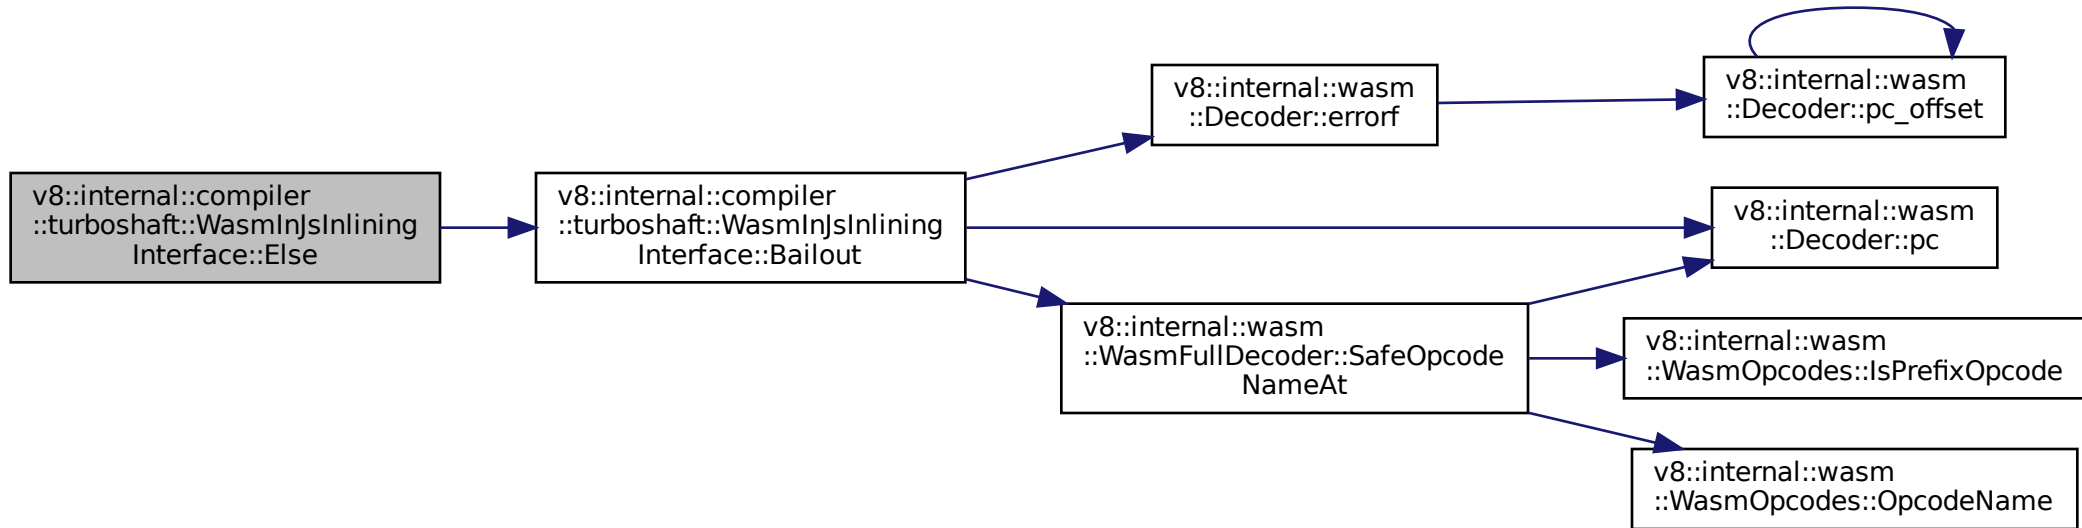 v8::internal::compiler
::turboshaft::WasmInJsInlining
Interface::Else
v8::internal::compiler
::turboshaft::WasmInJsInlining
Interface::Bailout
v8::internal::wasm
::Decoder::errorf
v8::internal::wasm
::Decoder::pc_offset
v8::internal::wasm
::Decoder::pc
v8::internal::wasm
::WasmFullDecoder::SafeOpcode
NameAt
v8::internal::wasm
::WasmOpcodes::IsPrefixOpcode
v8::internal::wasm
::WasmOpcodes::OpcodeName